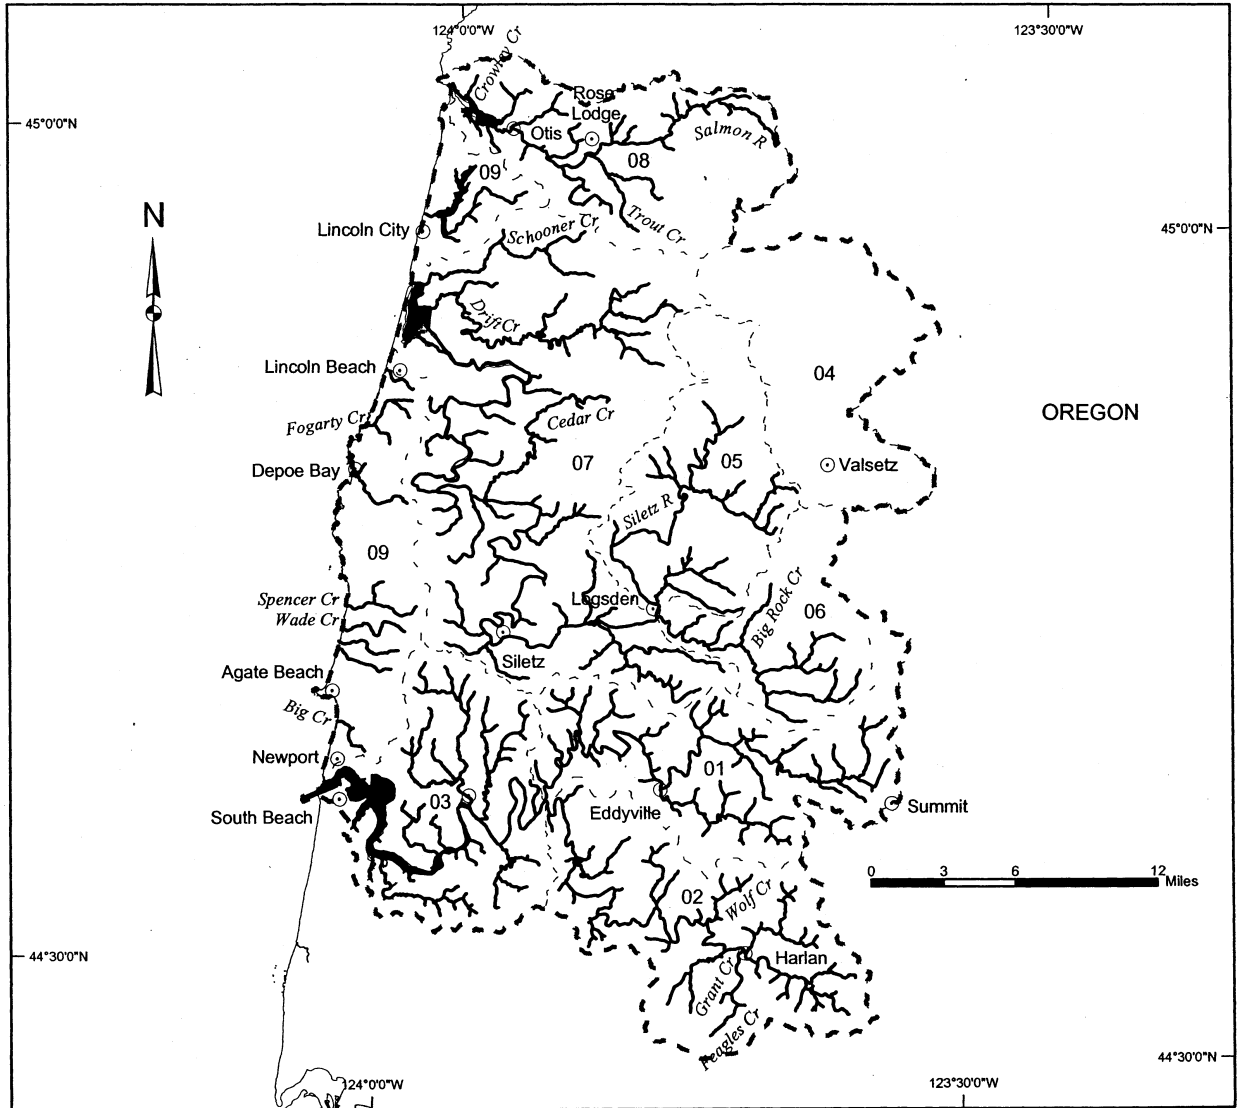 124°0'0"W
123°30'0"W
Crowley Cr
Rose
Lodge
45°0'0"N
Otis
Salmon R
08
09
N
Trout Cr
Lincoln City
Schooner Cr
45°0'0"N
Drift Cr
Lincoln Beach
04
OREGON
Fogarty Cr
Cedar Cr
Depoe Bay
07
05
Valsetz
Siletz R
09
Spencer Cr
Logsden
Big Rock Cr
06
Wade Cr
Siletz
Agate Beach
Big Cr
Newport
01
03
South Beach
Eddyville
Summit
0 3 6 12 Miles
02
Wolf Cr
44°30'0"N
Harlan
Grant Cr
Feagles Cr
44°30'0"N
124°0'0"W
123°30'0"W